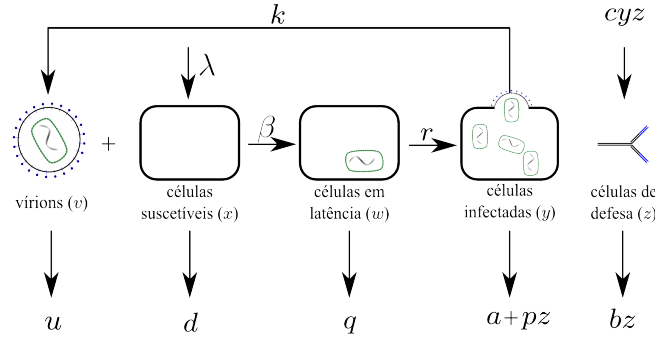 k
cyz
λ
β
r
+
vírions (v)
células
suscetíveis (x)
células em
latência (w)
células
infectadas (y)
células de
defesa (z)
u
d
q
a+pz
bz